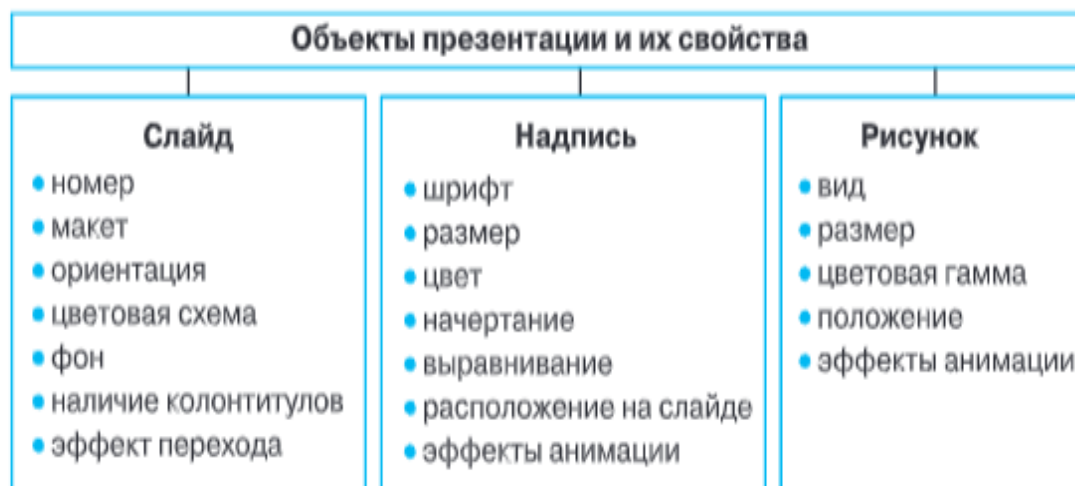 Объекты презентации и их свойства
Слайд
• номер
• макет
• ориентация
• цветовая схема
• фон
• наличие колонтитулов
• эффект перехода
Надпись
• шрифт
• размер
• цвет
• начертание
• выравнивание
• расположение на слайде
• эффекты анимации
Рисунок
• вид
• размер
• цветовая гамма
• положение
• эффекты анимации